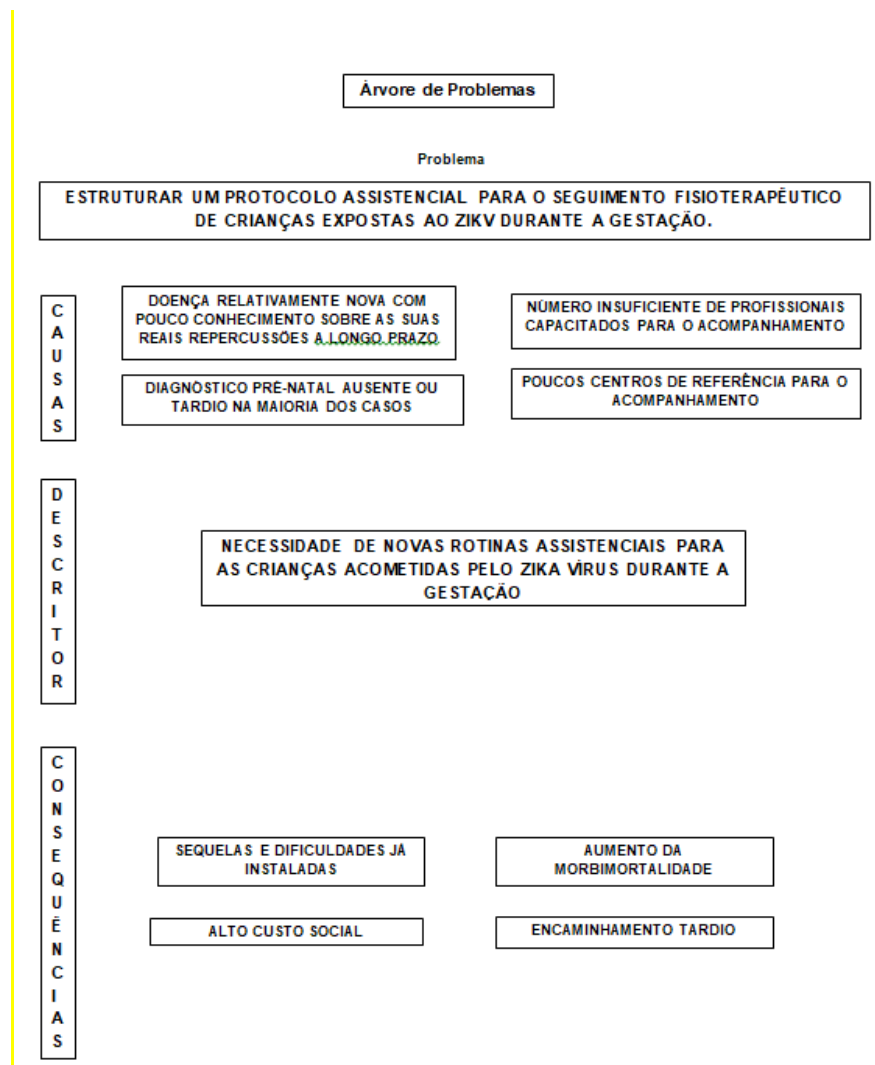 Árvore de Problemas
Problema
ESTRUTURAR UM PROTOCOLO ASSISTENCIAL PARA O SEGUIMENTO FISIOTERAPÊUTICO
DE CRIANÇAS EXPOSTAS AO ZIKV DURANTE A GESTAÇÃO.
CAUSAS
DOENÇA RELATIVAMENTE NOVA COM
POUCO CONHECIMENTO SOBRE AS SUAS
REAIS REPERCUSSÕES A LONGO PRAZO
NÚMERO INSUFICIENTE DE PROFISSIONAIS
CAPACITADOS PARA O ACOMPANHAMENTO
DIAGNÓSTICO PRÉ-NATAL AUSENTE OU
TARDIO NA MAIORIA DOS CASOS
POUCOS CENTROS DE REFERÊNCIA PARA O
ACOMPANHAMENTO
DESCRITOR
NECESSIDADE DE NOVAS ROTINAS ASSISTENCIAIS PARA
AS CRIANÇAS ACOMETIDAS PELO ZIKA VÍRUS DURANTE A
GESTAÇÃO
CONSEQUÊNCIAS
SEQUELAS E DIFICULDADES JÁ
INSTALADAS
AUMENTO DA
MORBIMORTALIDADE
ALTO CUSTO SOCIAL
ENCAMINHAMENTO TARDIO